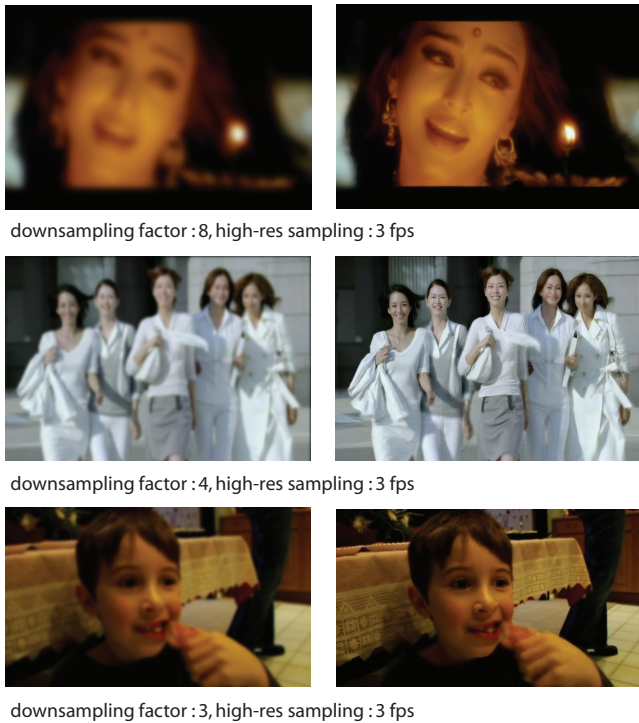 downsampling factor : 8, high-res sampling : 3 fps
downsampling factor : 4, high-res sampling : 3 fps
downsampling factor : 3, high-res sampling : 3 fps